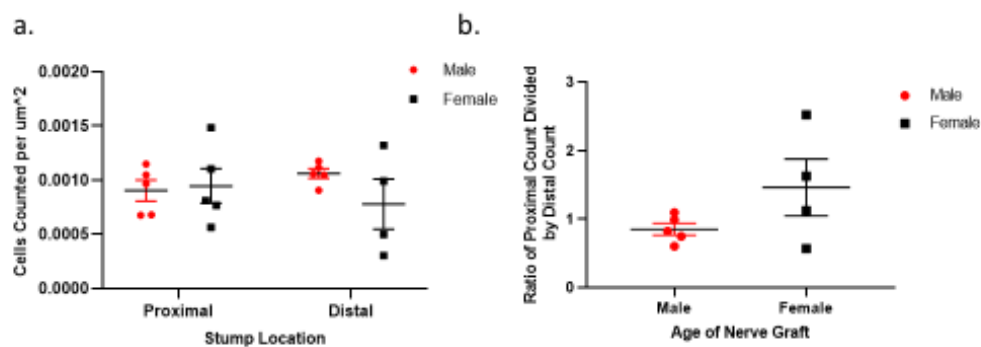 a.
Cells Counted per um^2
0.0020
0.0015
0.0010
0.0005
0.0000
Proximal
Distal
Stump Location
Male
Female
b.
Ratio of Proximal Count Divided
by Distal Count
3
2
1
0
Male
Female
Age of Nerve Graft
Male
Female